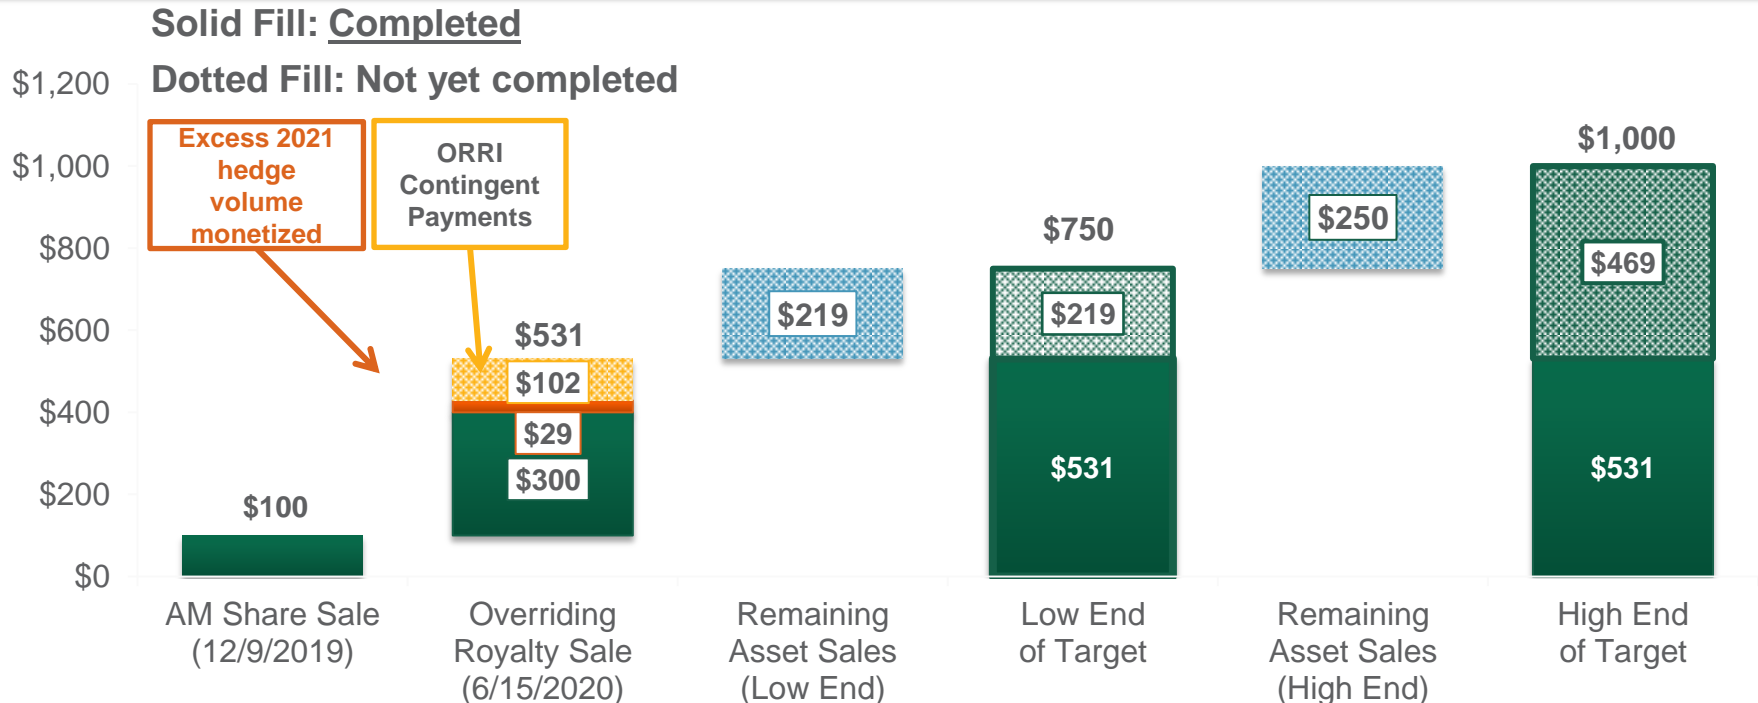 Solid Fill: Completed
Dotted Fill: Not yet completed
$1,200
$1,000
$800
$600
$400
$200
$0
Excess 2021
hedge
volume
monetized
ORRI
Contingent
Payments
$100
$531
$102
$29
$300
$219
$750
$219
$531
$250
$1,000
$469
$531
AM Share Sale
(12/9/2019)
Overriding
Royalty Sale
(6/15/2020)
Remaining
Asset Sales
(Low End)
Low End
of Target
Remaining
Asset Sales
(High End)
High End
of Target